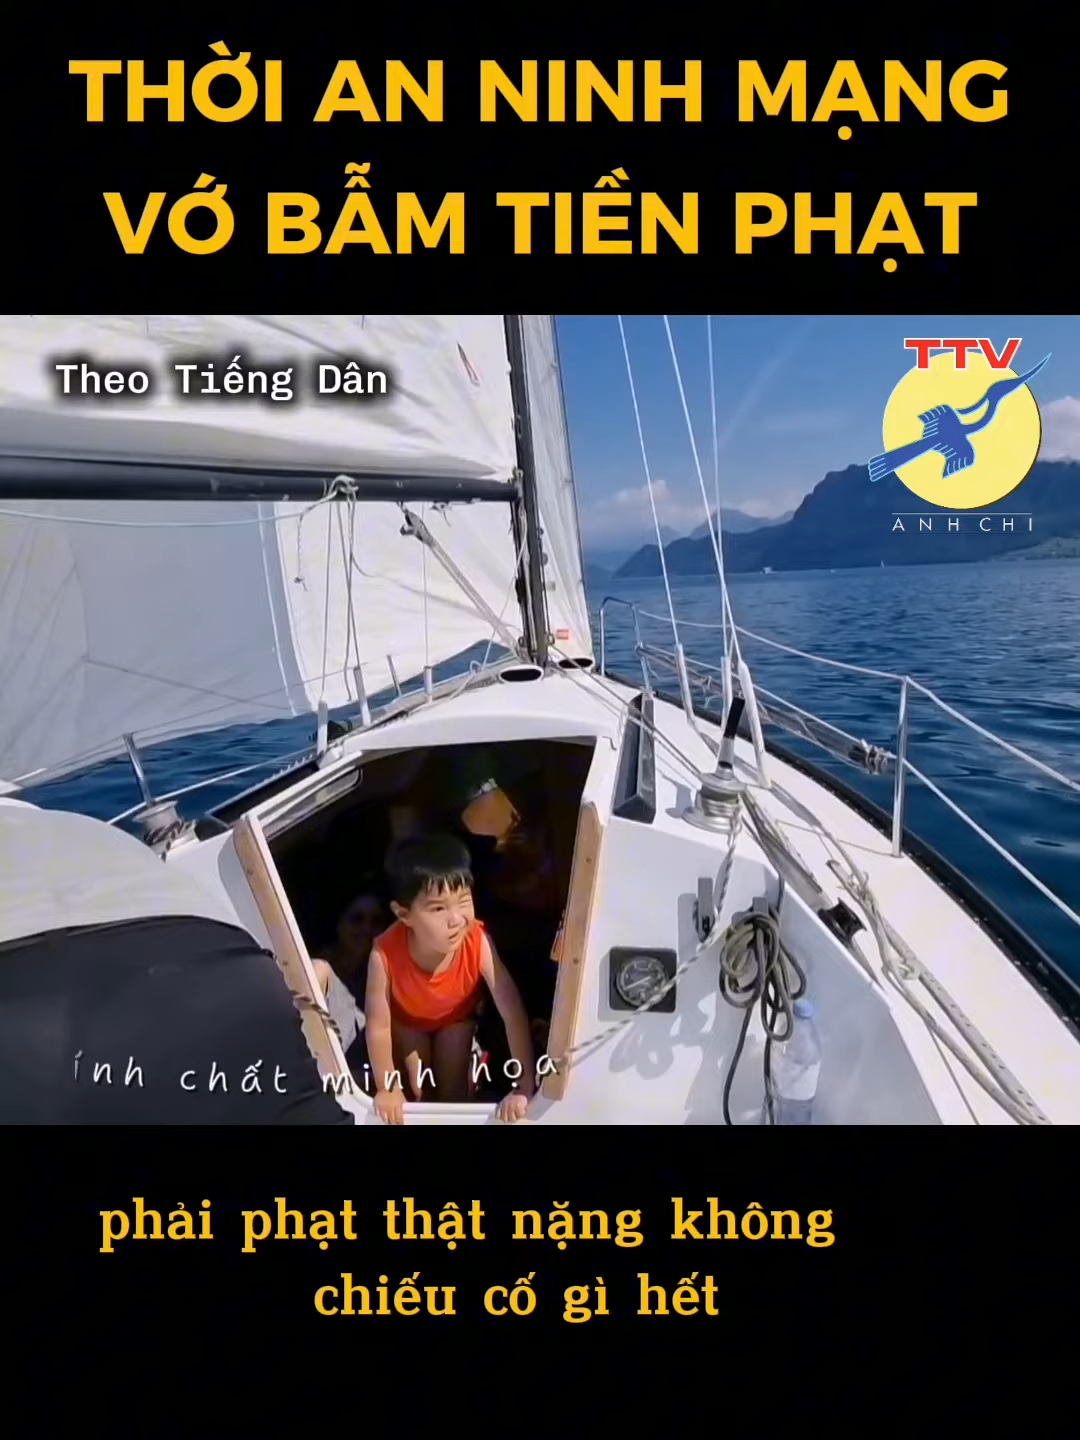 THỜI AN NINH MẠNG
VỚ BẪM TIỀN PHẠT
Theo Tiếng Dân
TTV
ANH CHI
ính chất minh họa
phải phạt thật nặng không
chiếu cố gì hết